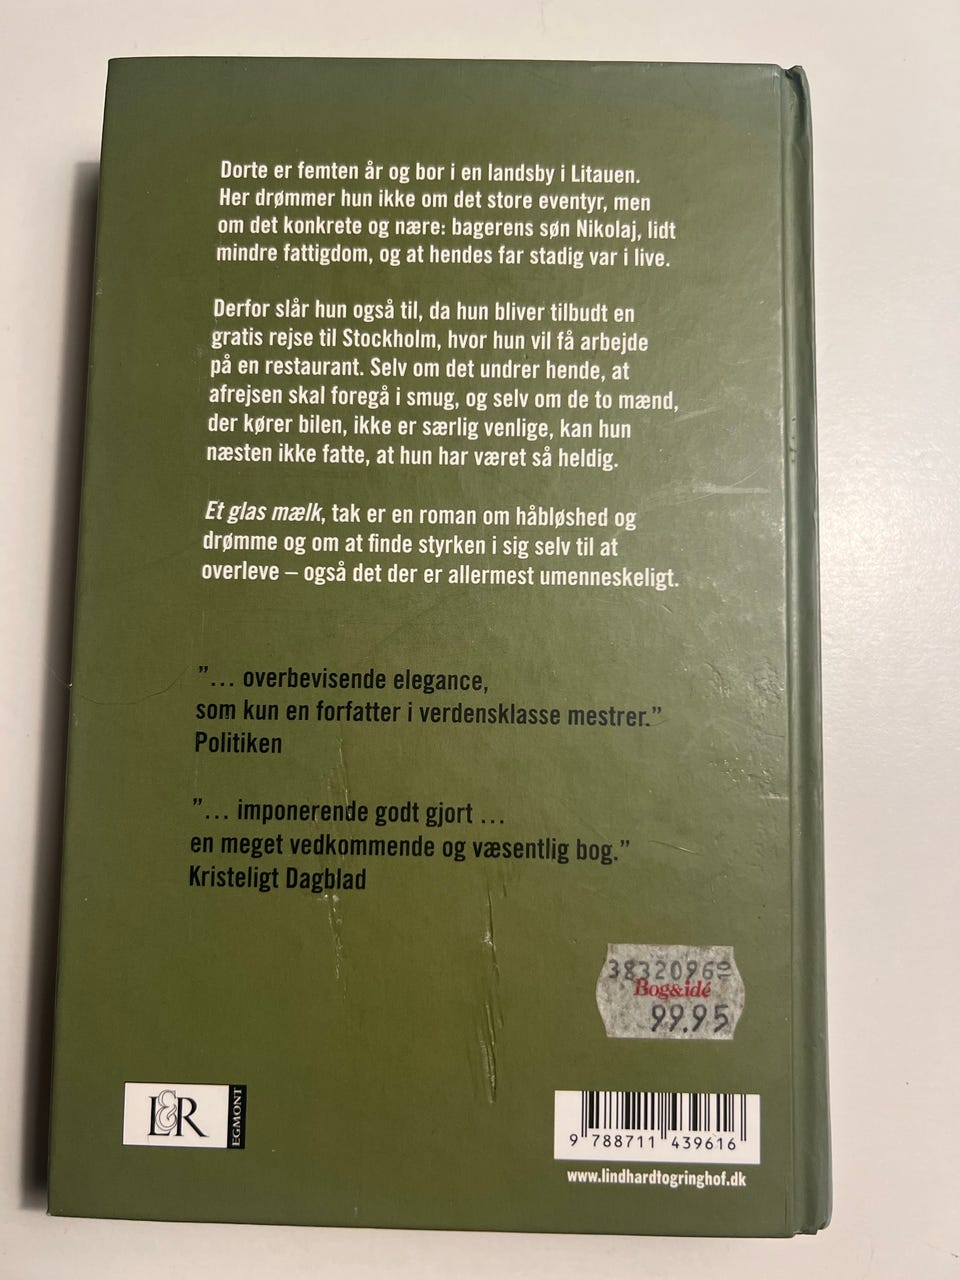 Dorte er femten år og bor i en landsby i Litauen.
Her drømmer hun ikke om det store eventyr, men
om det konkrete og nære: bagerens søn Nikolaj, lidt
mindre fattigdom, og at hendes far stadig var i live.
Derfor slår hun også til, da hun bliver tilbudt en
gratis rejse til Stockholm, hvor hun vil få arbejde
på en restaurant. Selv om det undrer hende, at
afrejsen skal foregå i smug, og selv om de to mænd,
der kører bilen, ikke er særlig venlige, kan hun
næsten ikke fatte, at hun har været så heldig.
Et glas mælk, tak er en roman om håbløshed og
drømme og om at finde styrken i sig selv til at
overleve – også det der er allermest umenneskeligt.
”... overbevisende elegance,
som kun en forfatter i verdensklasse mestrer.”
Politiken
”... imponerende godt gjort ...
en meget vedkommende og væsentlig bog.”
Kristeligt Dagblad
38320960
Bog&idé
99.95
L&R
EGMONT
9 788711 439616
www.lindhardtogringhof.dk